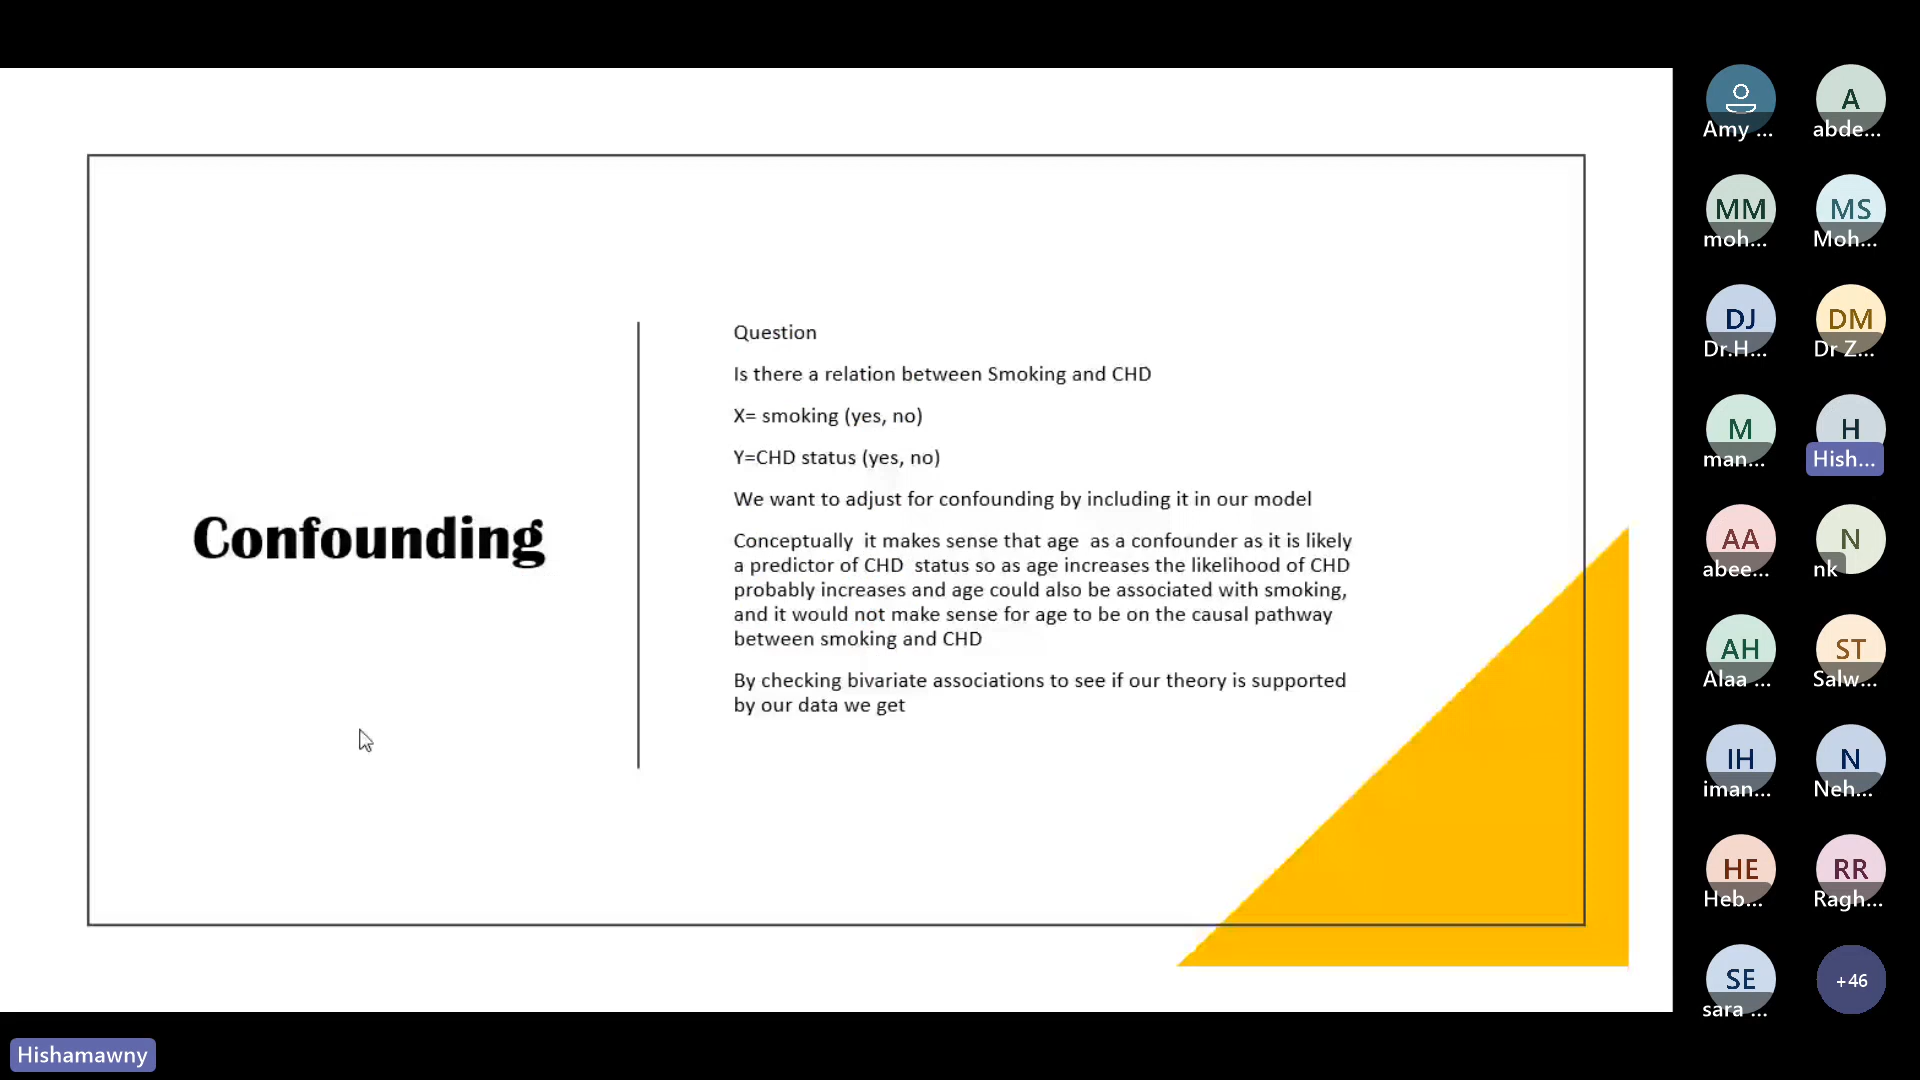 Confounding
Question
Is there a relation between Smoking and CHD
X= smoking (yes, no)
Y=CHD status (yes, no)
We want to adjust for confounding by including it in our model
Conceptually  it makes sense that age  as a confounder as it is likely
a predictor of CHD  status so as age increases the likelihood of CHD
probably increases and age could also be associated with smoking,
and it would not make sense for age to be on the causal pathway
between smoking and CHD
By checking bivariate associations to see if our theory is supported
by our data we get
A
Amy ...
abde...
MM
MS
moh...
Moh...
DJ
DM
Dr.H...
Dr Z...
M
H
man...
Hish...
AA
N
abee...
nk
AH
ST
Alaa ...
Salw...
IH
N
iman...
Neh...
HE
RR
Heb...
Ragh...
SE
+46
sara ...
Hishamawny